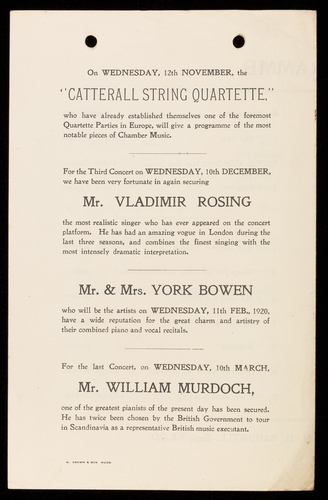 On WEDNESDAY, 12th NOVEMBER, the
"CATTERALL STRING QUARTETTE,"
who have already established themselves one of the foremost
Quartette Parties in Europe, will give a programme of the most
notable pieces of Chamber Music.
For the Third Concert on WEDNESDAY, 10th DECEMBER,
we have been very fortunate in again securing
Mr. VLADIMIR ROSING
the most realistic singer who has ever appeared on the concert
platform. He has had an amazing vogue in London during the
last three seasons, and combines the finest singing with the
most intensely dramatic interpretation.
Mr. & Mrs. YORK BOWEN
who will be the artists on WEDNESDAY, 11th FEB., 1920,
have a wide reputation for the great charm and artistry of
their combined piano and vocal recitals.
For the last Concert, on WEDNESDAY, 10th MARCH,
Mr. WILLIAM MURDOCH,
one of the greatest pianists of the present day has been secured.
He has twice been chosen by the British Government to tour
in Scandinavia as a representative British music executant.